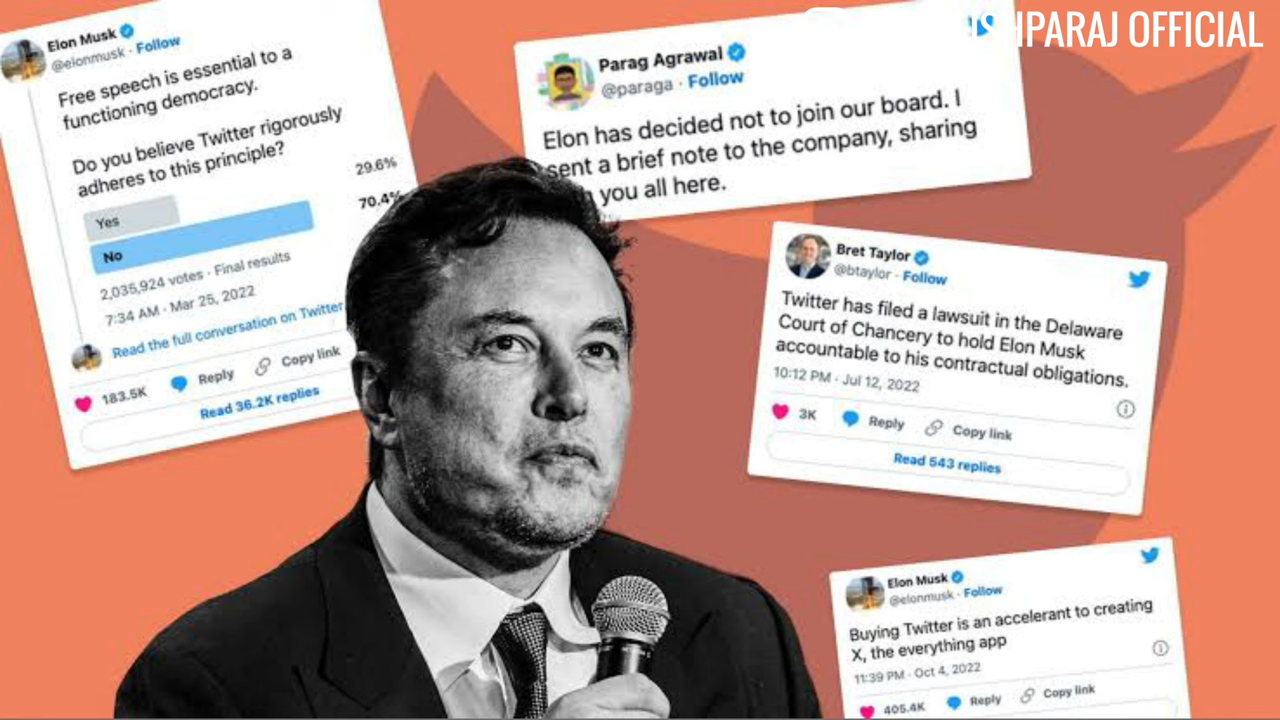 Elon Musk
@elonmusk · Follow
Free speech is essential to a
functioning democracy.
Do you believe Twitter rigorously
adheres to this principle?
29.6%
Yes
70.4%
No
2,035,924 votes · Final results
7:34 AM · Mar 25, 2022
Read the full conversation on Twitter
183.5K Reply Copy link
Read 36.2K replies
Parag Agrawal
@paraga · Follow
Elon has decided not to join our board. I
sent a brief note to the company, sharing
you all here.
HPARAJ OFFICIAL
Bret Taylor
@btaylor · Follow
Twitter has filed a lawsuit in the Delaware
Court of Chancery to hold Elon Musk
accountable to his contractual obligations.
10:12 PM · Jul 12, 2022
3K Reply Copy link
Read 543 replies
Elon Musk
@elonmusk · Follow
Buying Twitter is an accelerant to creating
X, the everything app
11:39 PM · Oct 4, 2022
405.4K Reply Copy link